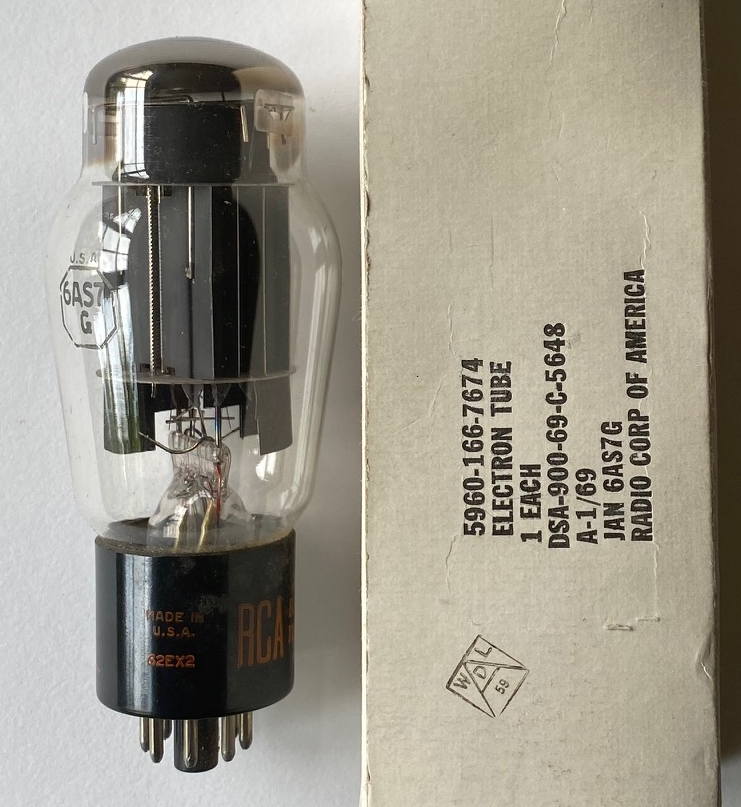 U.S.A
6AS7
G
MADE IN
U.S.A.
62EX2
RCA
5960-166-7674
ELECTRON TUBE
1 EACH
DSA-900-69-C-5648
A-1/69
JAN 6AS7G
RADIO CORP OF AMERICA
WDL
59